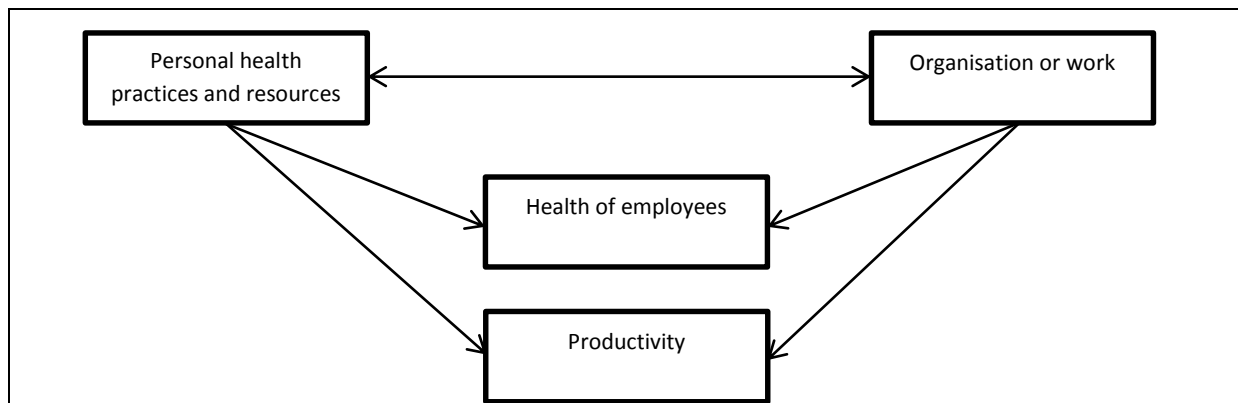 Personal health
practices and resources
Organisation or work
Health of employees
Productivity